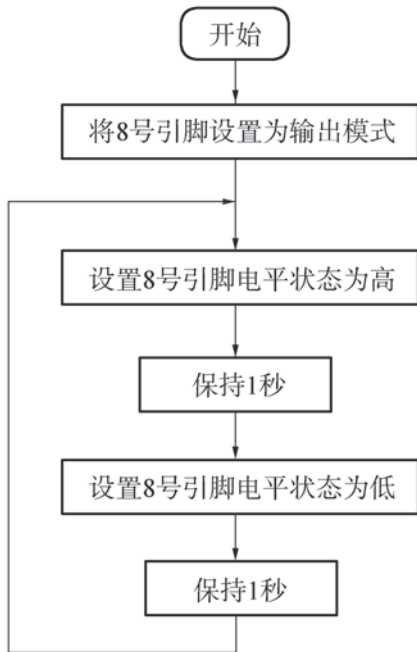 开始
将8号引脚设置为输出模式
设置8号引脚电平状态为高
保持1秒
设置8号引脚电平状态为低
保持1秒